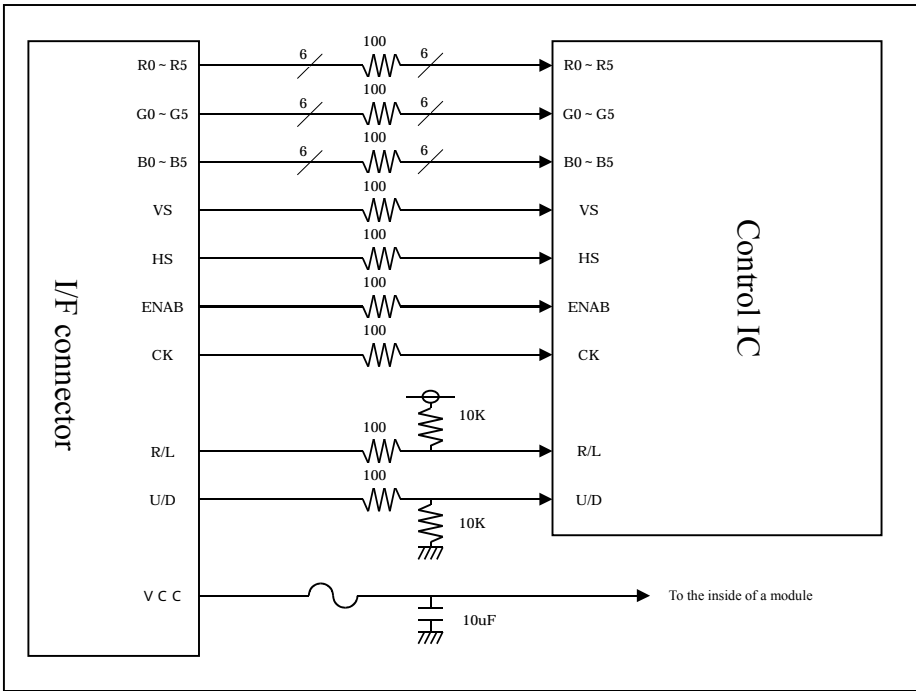 100
R0 ~ R5 6 6 R0 ~ R5
100
G0 ~ G5 6 6 G0 ~ G5
100
B0 ~ B5 6 6 B0 ~ B5
100
VS VS
100
HS HS
100
ENAB ENAB
100
CK CK
I/F connector
Control IC
10K
100
R/L R/L
100
U/D U/D
10K
VCC To the inside of a module
10uF